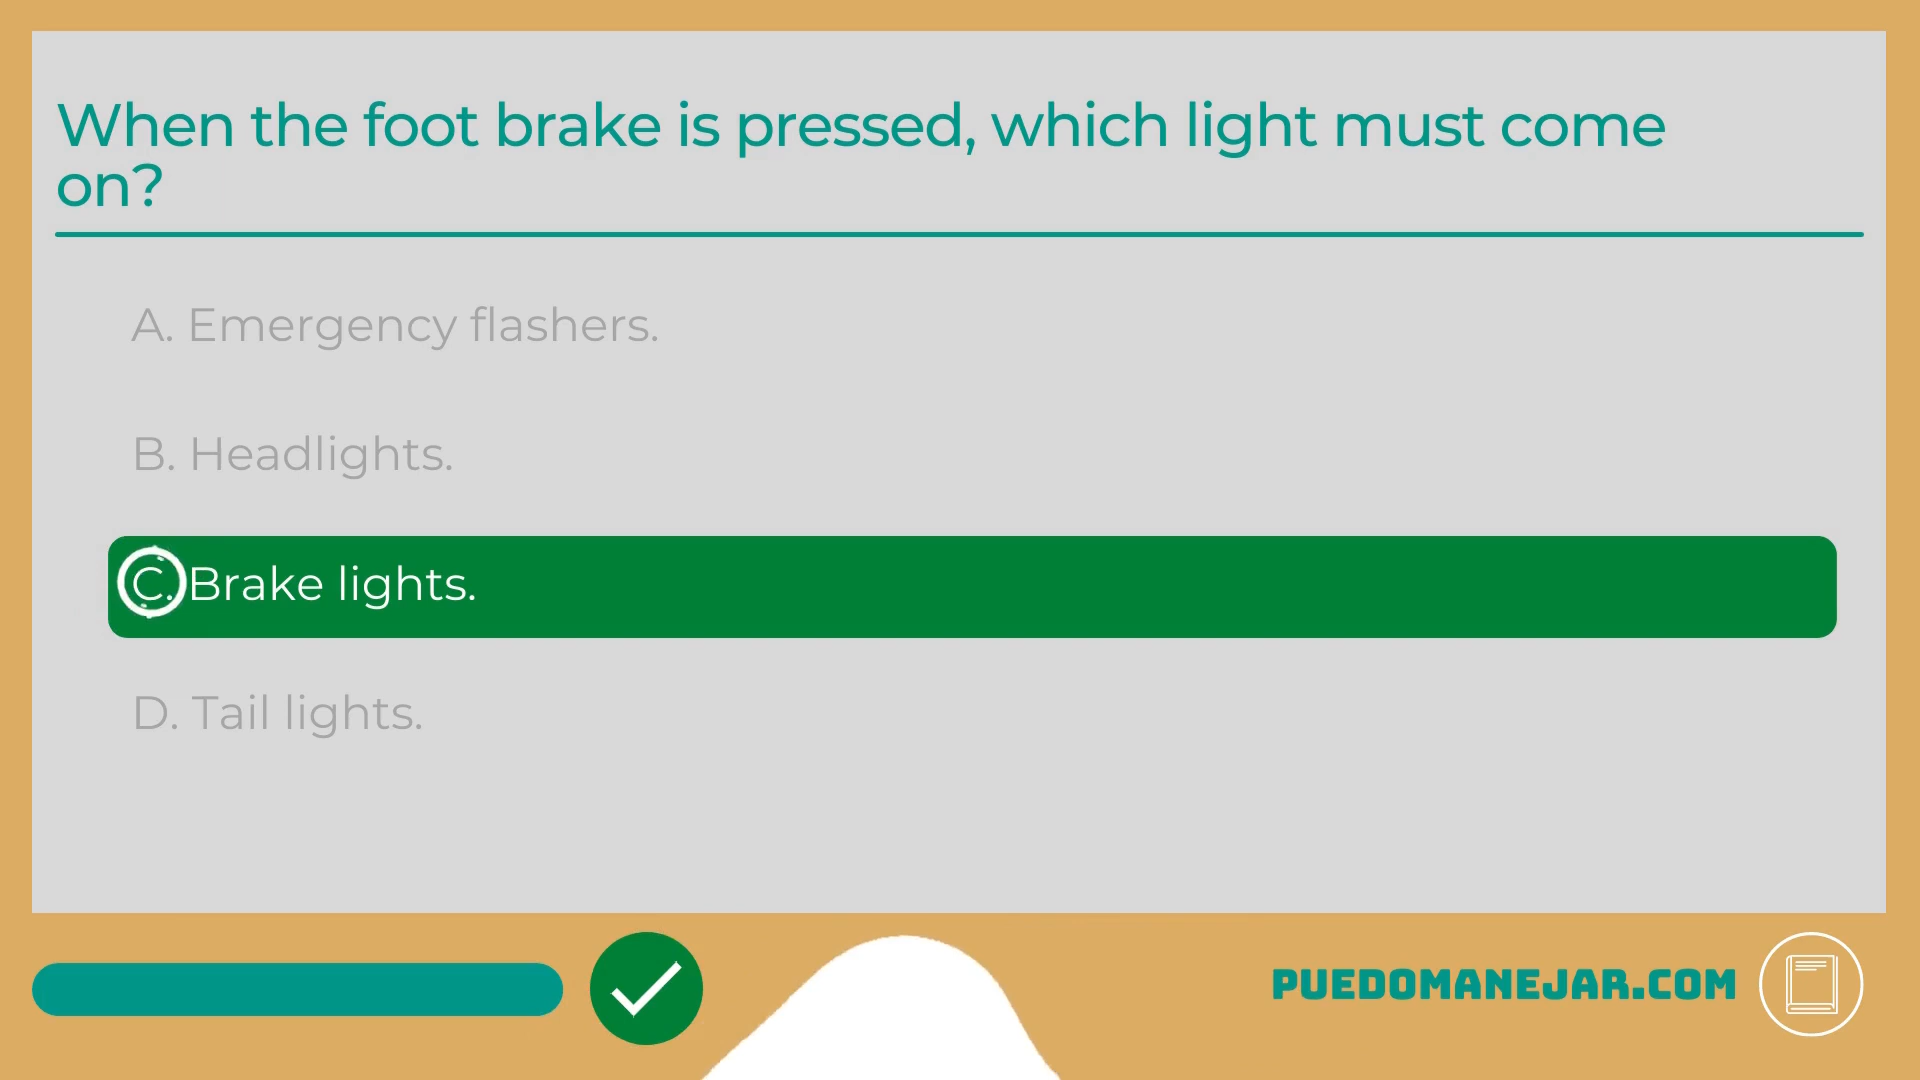 When the foot brake is pressed, which light must come
on?
A. Emergency flashers.
B. Headlights.
C. Brake lights.
D. Tail lights.
PUEDOMANEJAR.COM